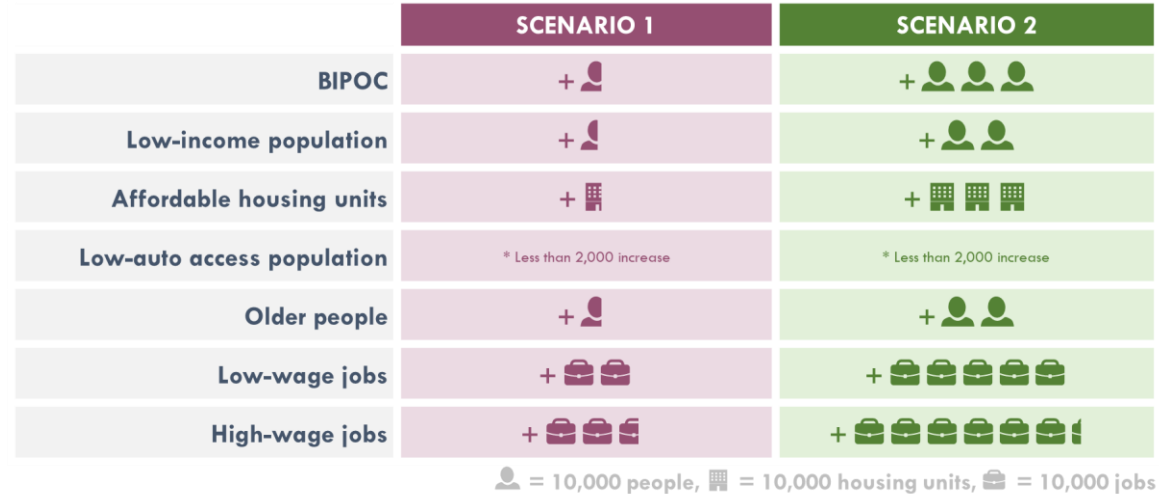 SCENARIO 1 SCENARIO 2
BIPOC + +
Low-income population + +
Affordable housing units + +
Low-auto access population * Less than 2,000 increase * Less than 2,000 increase
Older people + +
Low-wage jobs + +
High-wage jobs + +
= 10,000 people, = 10,000 housing units, = 10,000 jobs